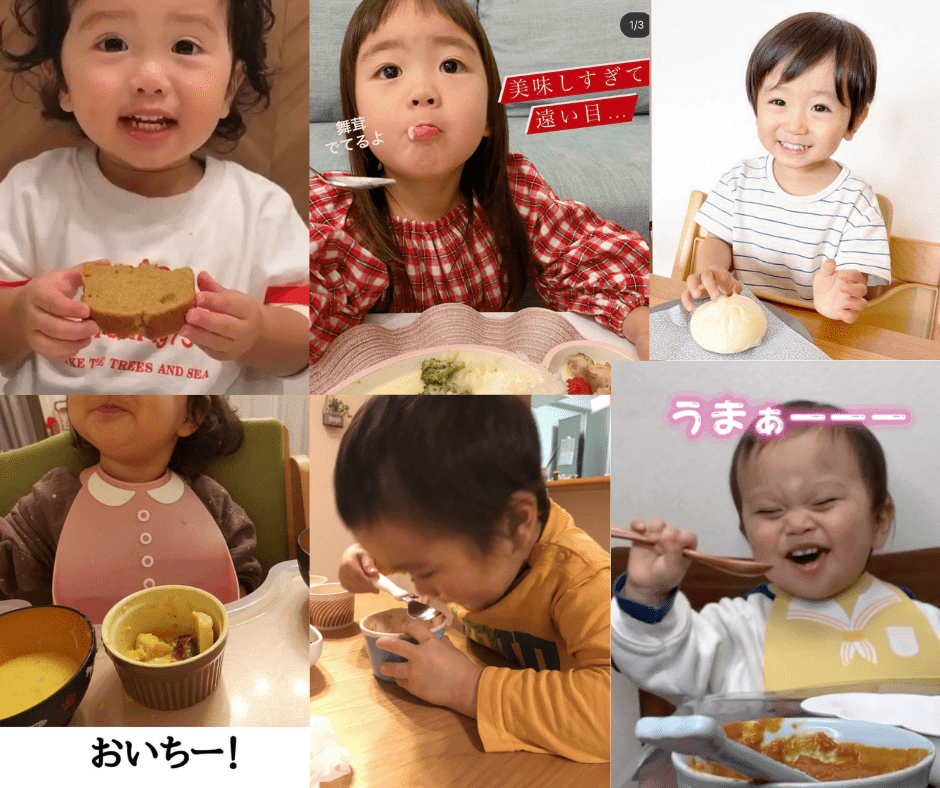 1/3
美味しすぎて
遠い目...
舞茸
でてるよ
KE THE TREES AND SEA
うまぁーーー
おいちー!